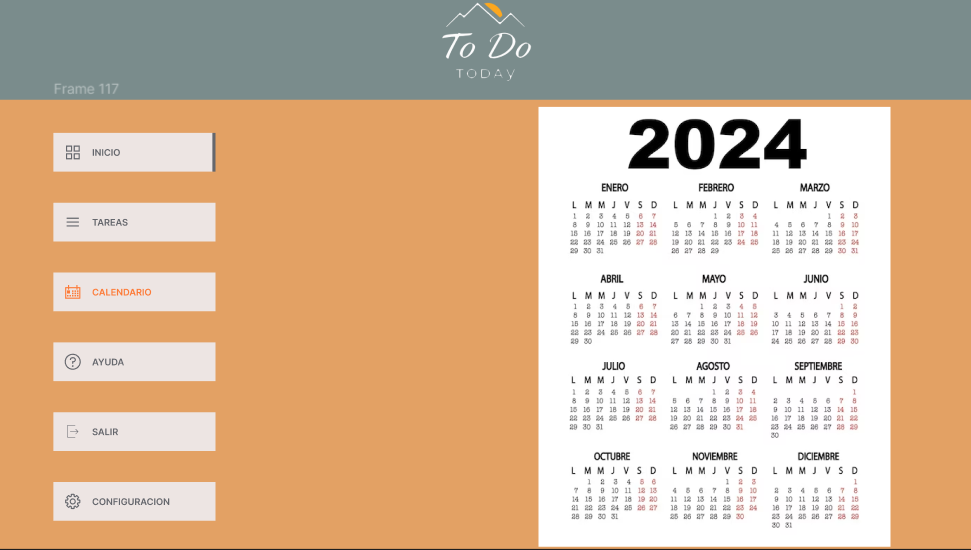 To Do
TODAY
Frame 117
INICIO
TAREAS
CALENDARIO
AYUDA
SALIR
CONFIGURACION
2024
ENERO
L M M J V S D
1 2 3 4 5 6 7
8 9 10 11 12 13 14
15 16 17 18 19 20 21
22 23 24 25 26 27 28
29 30 31
FEBRERO
L M M J V S D
1 2 3 4
5 6 7 8 9 10 11
12 13 14 15 16 17 18
19 20 21 22 23 24 25
26 27 28 29
MARZO
L M M J V S D
1 2 3
4 5 6 7 8 9 10
11 12 13 14 15 16 17
18 19 20 21 22 23 24
25 26 27 28 29 30 31
ABRIL
L M M J V S D
1 2 3 4 5 6 7
8 9 10 11 12 13 14
15 16 17 18 19 20 21
22 23 24 25 26 27 28
29 30
MAYO
L M M J V S D
1 2 3 4 5
6 7 8 9 10 11 12
13 14 15 16 17 18 19
20 21 22 23 24 25 26
27 28 29 30 31
JUNIO
L M M J V S D
1 2
3 4 5 6 7 8 9
10 11 12 13 14 15 16
17 18 19 20 21 22 23
24 25 26 27 28 29 30
JULIO
L M M J V S D
1 2 3 4 5 6 7
8 9 10 11 12 13 14
15 16 17 18 19 20 21
22 23 24 25 26 27 28
29 30 31
AGOSTO
L M M J V S D
1 2 3 4
5 6 7 8 9 10 11
12 13 14 15 16 17 18
19 20 21 22 23 24 25
26 27 28 29 30 31
SEPTIEMBRE
L M M J V S D
1
2 3 4 5 6 7 8
9 10 11 12 13 14 15
16 17 18 19 20 21 22
23 24 25 26 27 28 29
30
OCTUBRE
L M M J V S D
1 2 3 4 5 6
7 8 9 10 11 12 13
14 15 16 17 18 19 20
21 22 23 24 25 26 27
28 29 30 31
NOVIEMBRE
L M M J V S D
1 2 3
4 5 6 7 8 9 10
11 12 13 14 15 16 17
18 19 20 21 22 23 24
25 26 27 28 29 30
DICIEMBRE
L M M J V S D
1
2 3 4 5 6 7 8
9 10 11 12 13 14 15
16 17 18 19 20 21 22
23 24 25 26 27 28 29
30 31